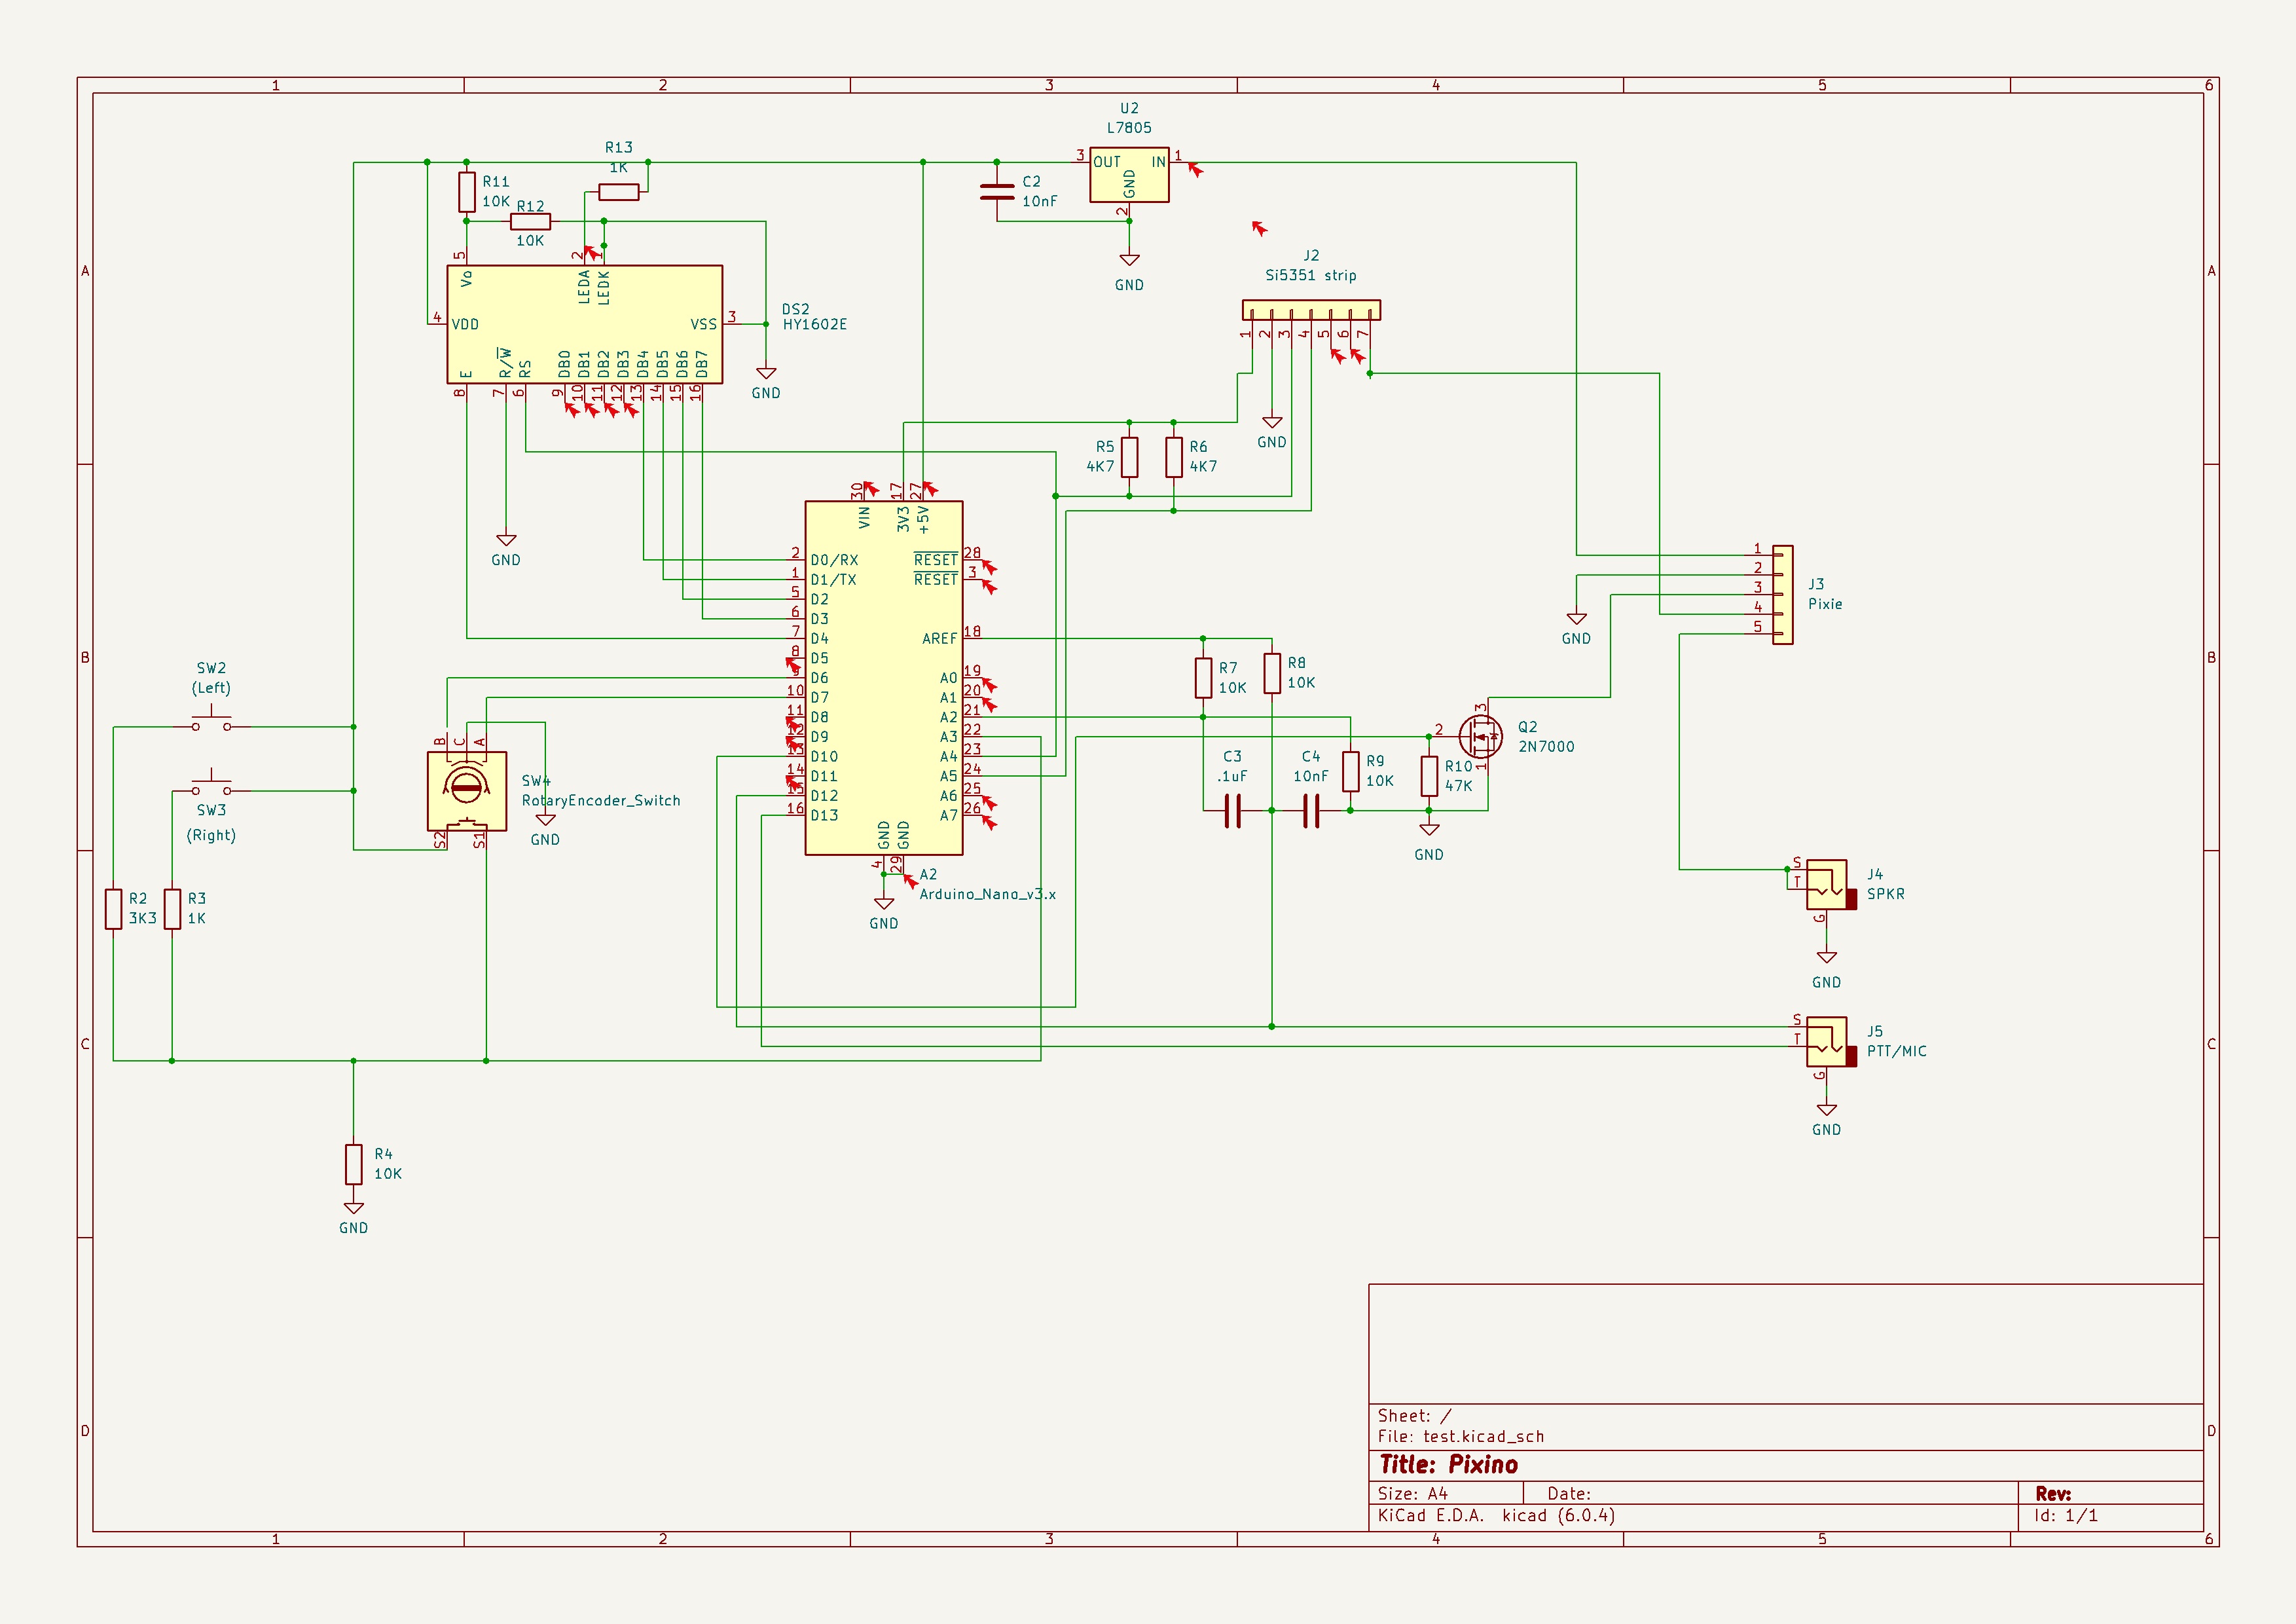 1 2 3 4 5 6
U2
L7805
3 OUT IN 1
GND
2
GND
R13
1K
R11
10K
R12
10K
C2
10nF
A A
J2
Si5351 strip
1 2 3 4 5 6 7
GND
5 2 1
Vo LEDA LEDK
4 VDD VSS 3
DS2
HY1602E
E R/W RS DB0 DB1 DB2 DB3 DB4 DB5 DB6 DB7
8 7 6 9 10 11 12 13 14 15 16
GND
GND
R5
4K7
R6
4K7
30 17 27
VIN 3V3 +5V
2 D0/RX RESET 28
1 D1/TX RESET 3
5 D2
6 D3
7 D4 AREF 18
8 D5
9 D6 A0 19
10 D7 A1 20
11 D8 A2 21
12 D9 A3 22
13 D10 A4 23
14 D11 A5 24
15 D12 A6 25
16 D13 A7 26
GND GND
4 29
A2
Arduino_Nano_v3.x
GND
1
2
3
4
5
J3
Pixie
GND
B B
SW2
(Left)
SW3
(Right)
B C A
SW4
RotaryEncoder_Switch
S2 S1
GND
R7
10K
R8
10K
C3
.1uF
C4
10nF
R9
10K
R10
47K
3
2
1
Q2
2N7000
GND
R2
3K3
R3
1K
S
T
G
J4
SPKR
GND
C C
S
T
G
J5
PTT/MIC
GND
R4
10K
GND
D D
Sheet: /
File: test.kicad_sch
Title: Pixino
Size: A4 Date: Rev:
KiCad E.D.A. kicad (6.0.4) Id: 1/1
1 2 3 4 5 6